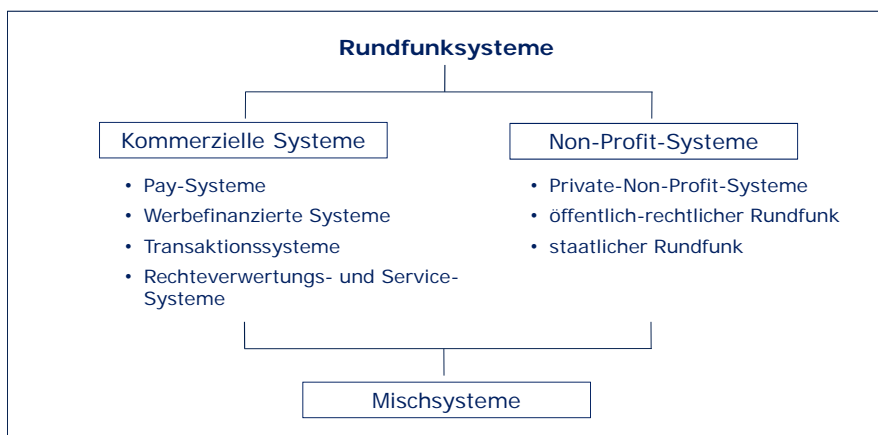 Rundfunksysteme
Kommerzielle Systeme
• Pay-Systeme
• Werbefinanzierte Systeme
• Transaktionssysteme
• Rechteverwertungs- und Service-
Systeme
Non-Profit-Systeme
• Private-Non-Profit-Systeme
• öffentlich-rechtlicher Rundfunk
• staatlicher Rundfunk
Mischsysteme